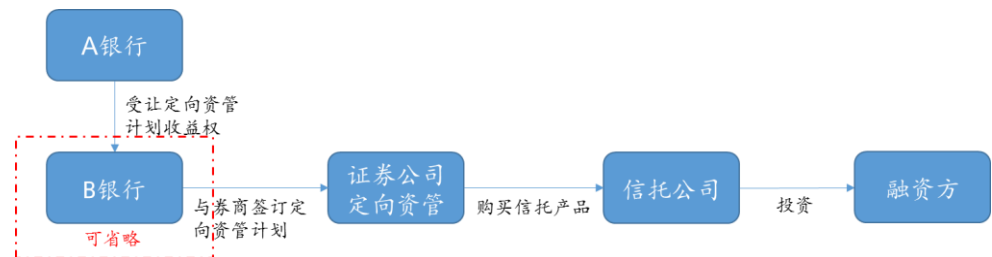 A银行
受让定向资管
计划收益权
B银行
可省略
与券商签订定
向资管计划
证券公司
定向资管
购买信托产品
信托公司
投资
融资方